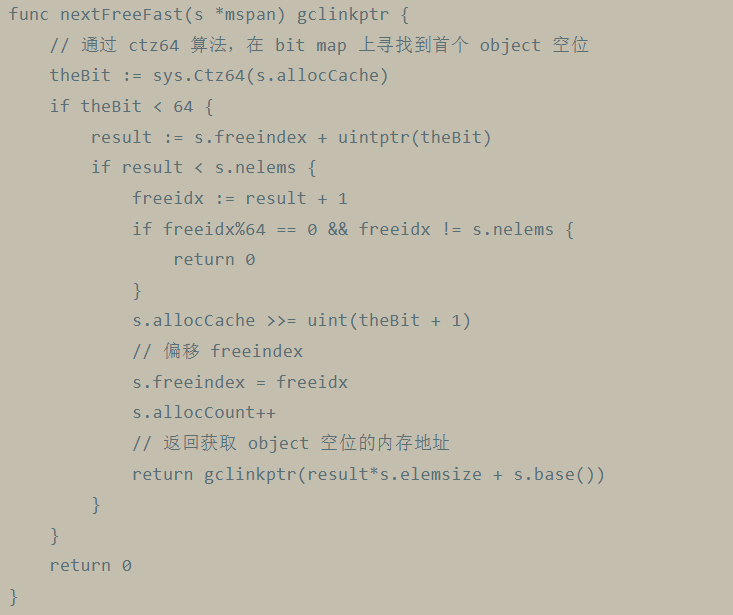 func nextFreeFast(s *mspan) gclinkptr {
    // 通过 ctz64 算法，在 bit map 上寻找到首个 object 空位
    theBit := sys.Ctz64(s.allocCache)
    if theBit < 64 {
        result := s.freeindex + uintptr(theBit)
        if result < s.nelems {
            freeidx := result + 1
            if freeidx%64 == 0 && freeidx != s.nelems {
                return 0
            }
            s.allocCache >>= uint(theBit + 1)
            // 偏移 freeindex
            s.freeindex = freeidx
            s.allocCount++
            // 返回获取 object 空位的内存地址
            return gclinkptr(result*s.elemsize + s.base())
        }
    }
    return 0
}